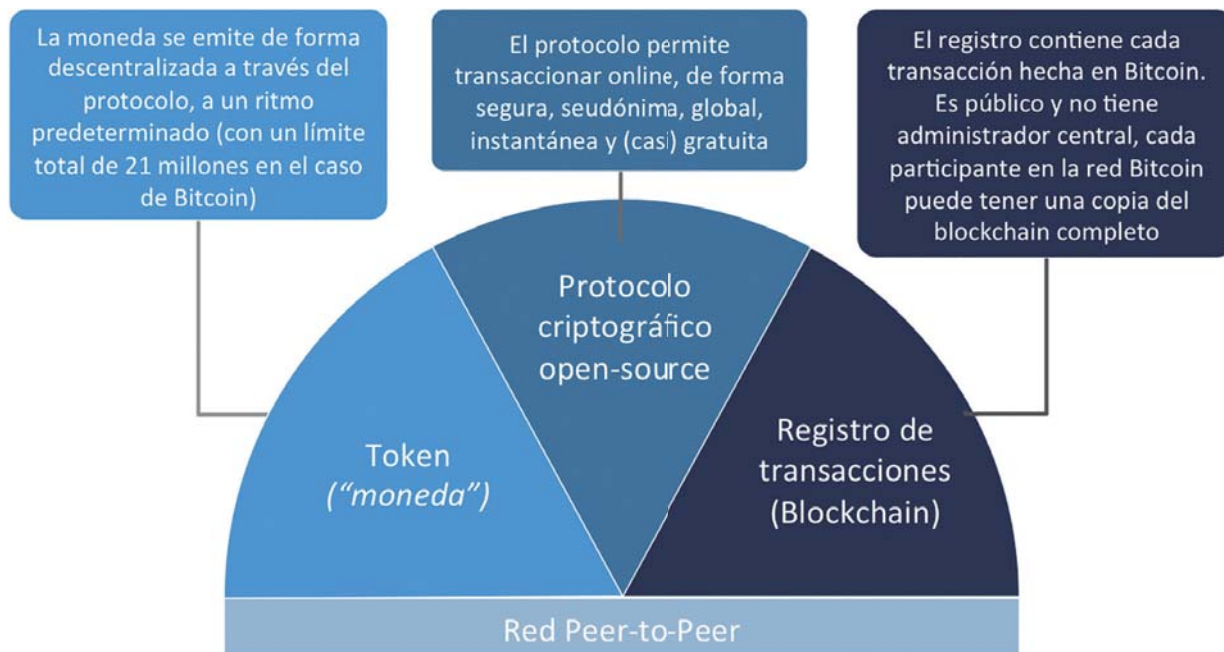 La moneda se emite de forma
descentralizada a través del
protocolo, a un ritmo
predeterminado (con un límite
total de 21 millones en el caso
de Bitcoin)
El protocolo permite
transaccionar online, de forma
segura, seudónima, global,
instantánea y (casi) gratuita
El registro contiene cada
transacción hecha en Bitcoin.
Es público y no tiene
administrador central, cada
participante en la red Bitcoin
puede tener una copia del
blockchain completo
Token
(“moneda”)
Protocolo
criptográfico
open-source
Registro de
transacciones
(Blockchain)
Red Peer-to-Peer